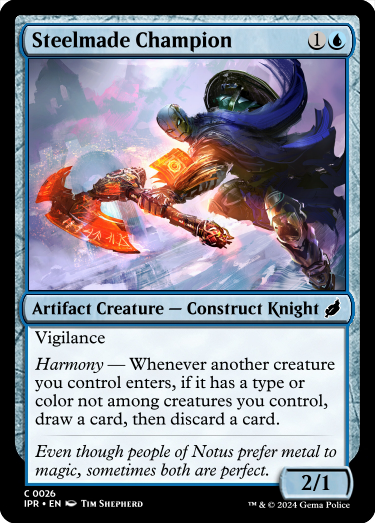 Steelmade Champion 1
Artifact Creature — Construct Knight
Vigilance
Harmony — Whenever another creature
you control enters, if it has a type or
color not among creatures you control,
draw a card, then discard a card.
Even though people of Notus prefer metal to
magic, sometimes both are perfect.
2/1
C 0026
IPR • EN Tim Shepherd
™ & © 2024 Gema Police